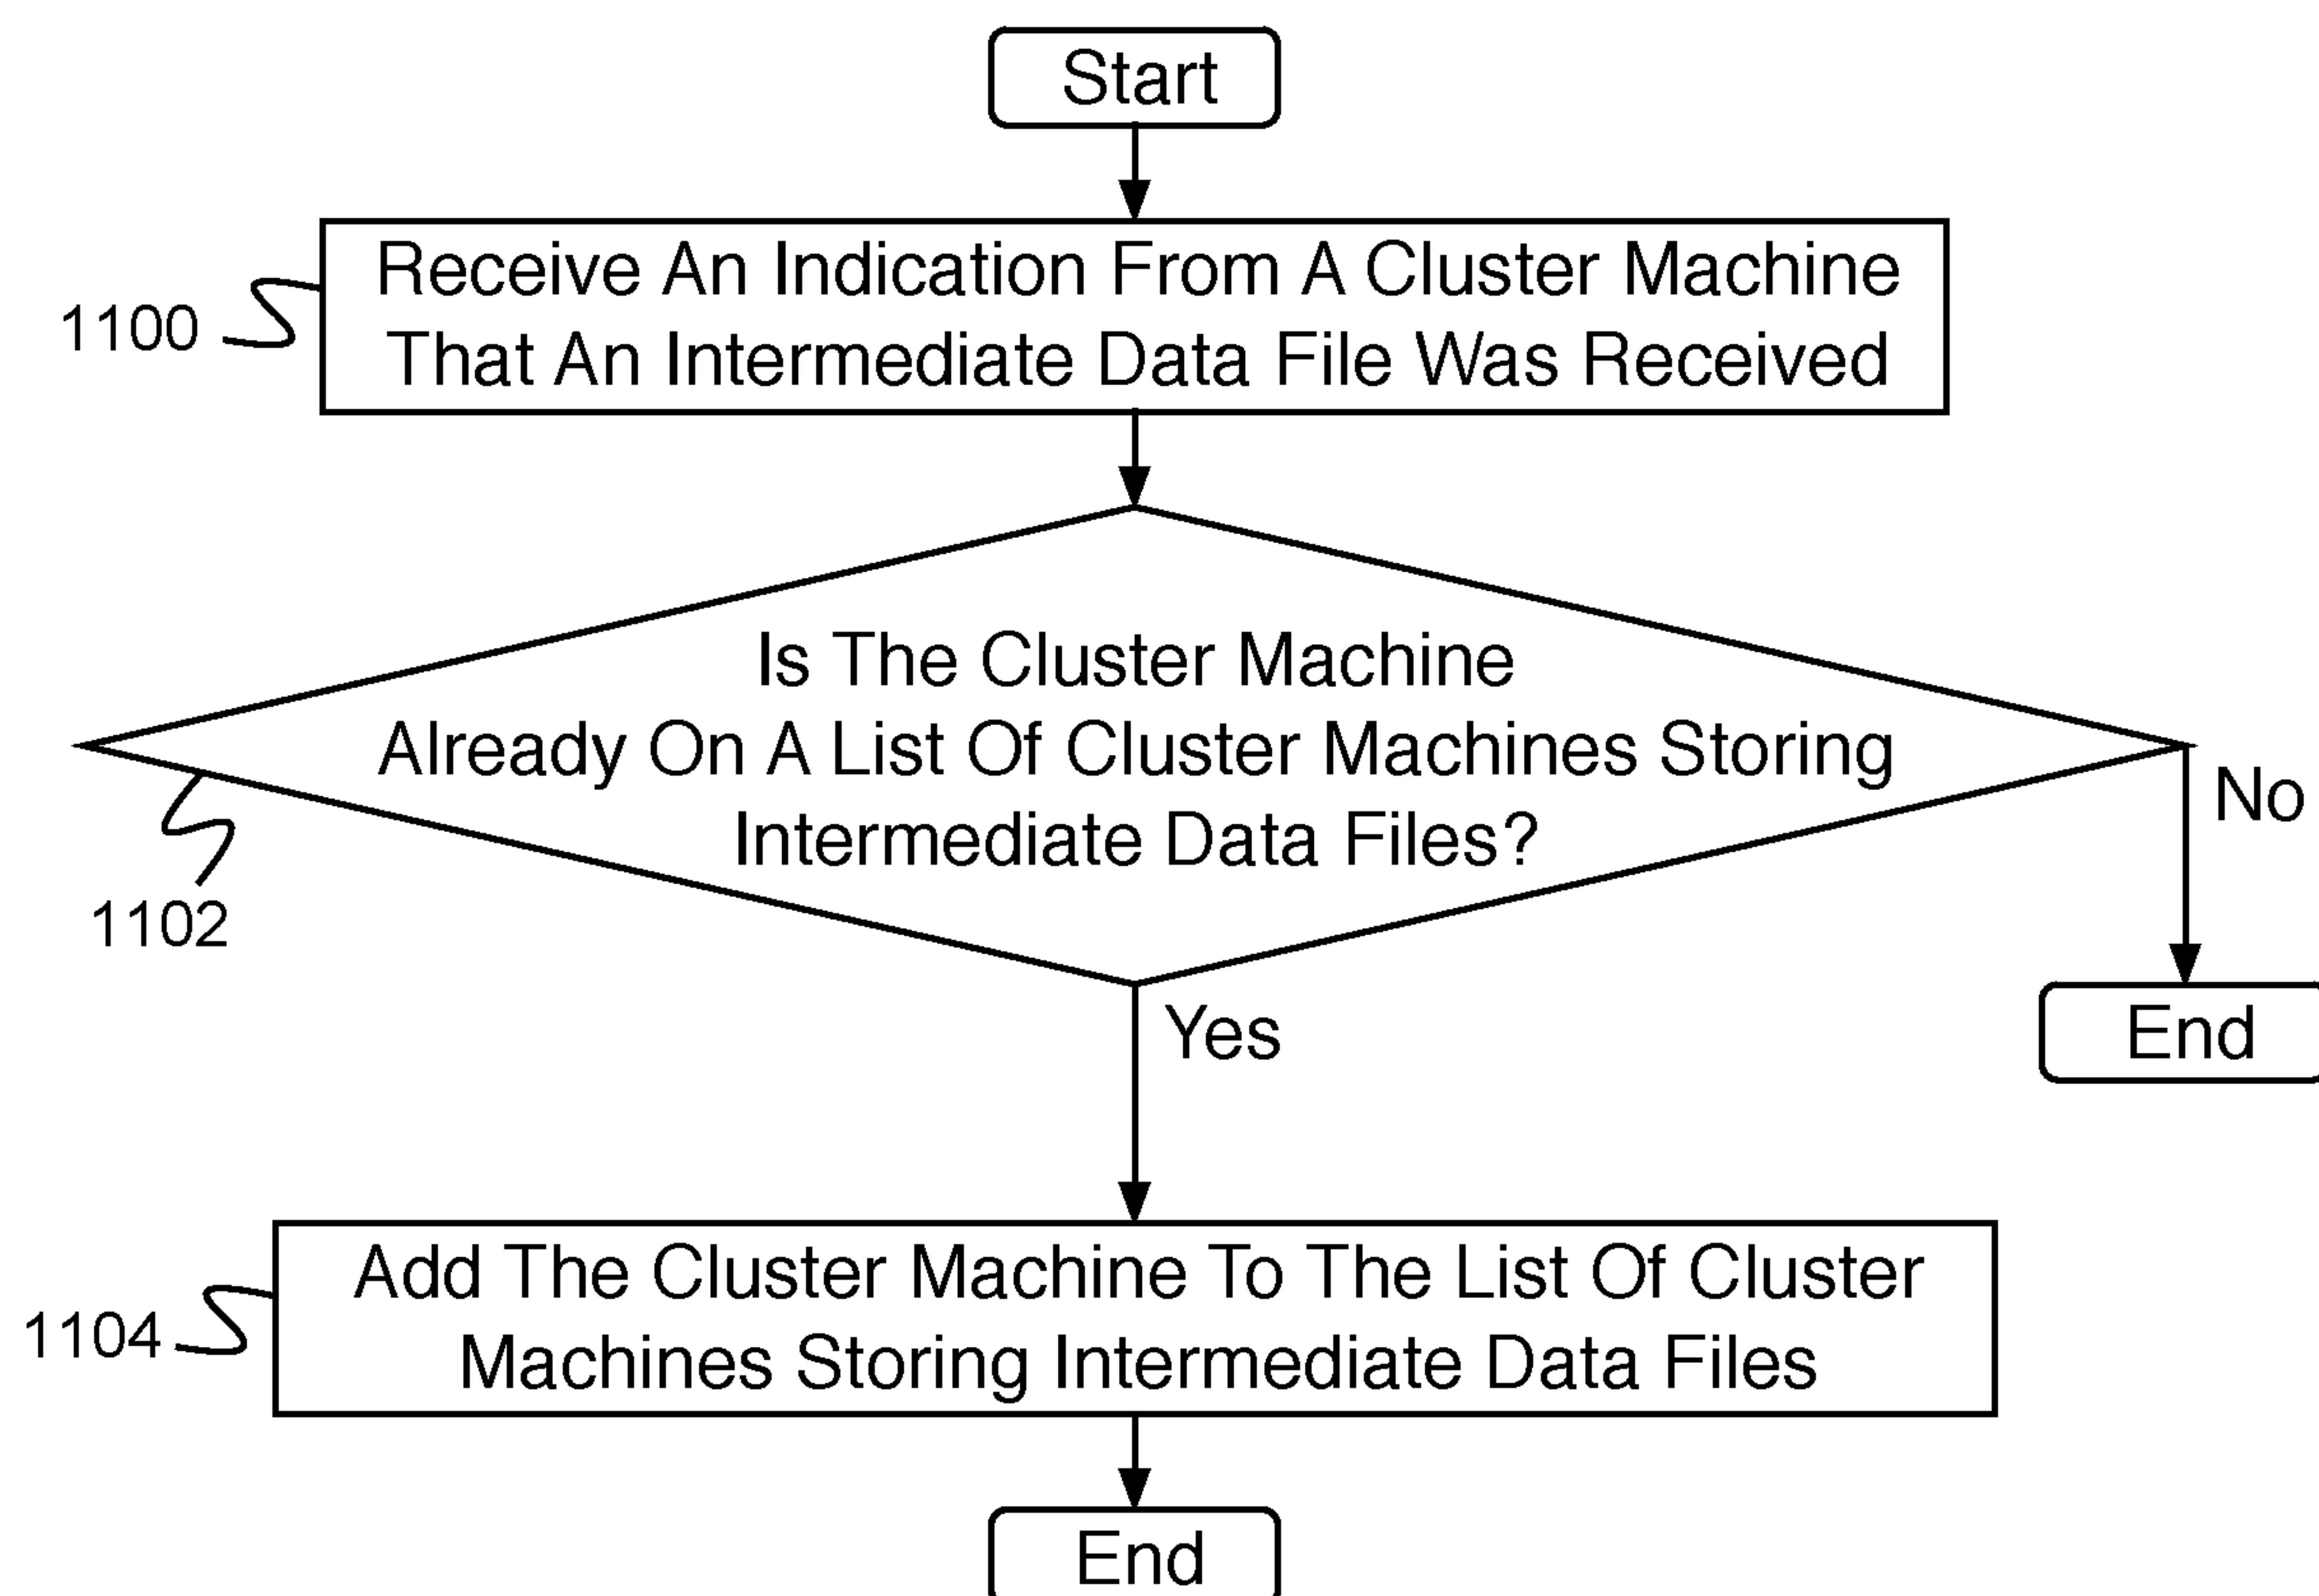 Start
Receive An Indication From A Cluster Machine
That An Intermediate Data File Was Received
1100
Is The Cluster Machine
Already On A List Of Cluster Machines Storing
Intermediate Data Files?
No
1102
Yes
End
Add The Cluster Machine To The List Of Cluster
Machines Storing Intermediate Data Files
1104
End